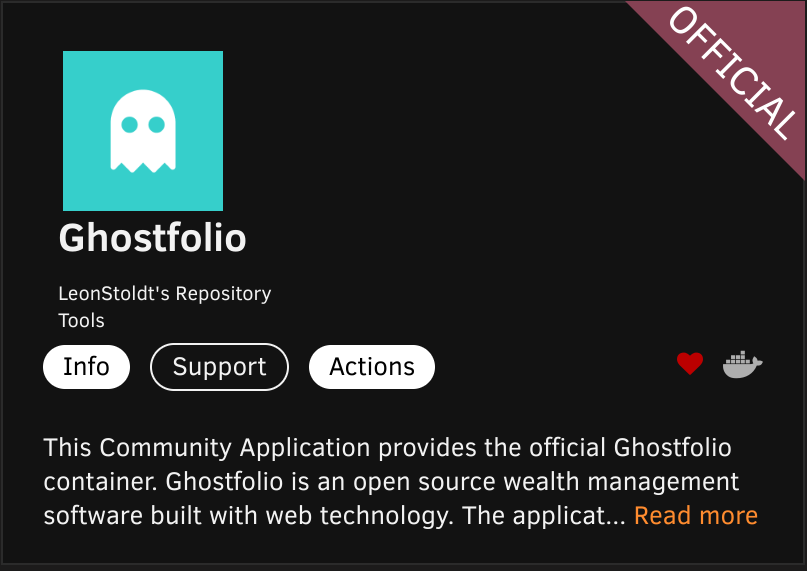 OFFICIAL
Ghostfolio
LeonStoldt's Repository
Tools
Info Support Actions
This Community Application provides the official Ghostfolio
container. Ghostfolio is an open source wealth management
software built with web technology. The applicat... Read more